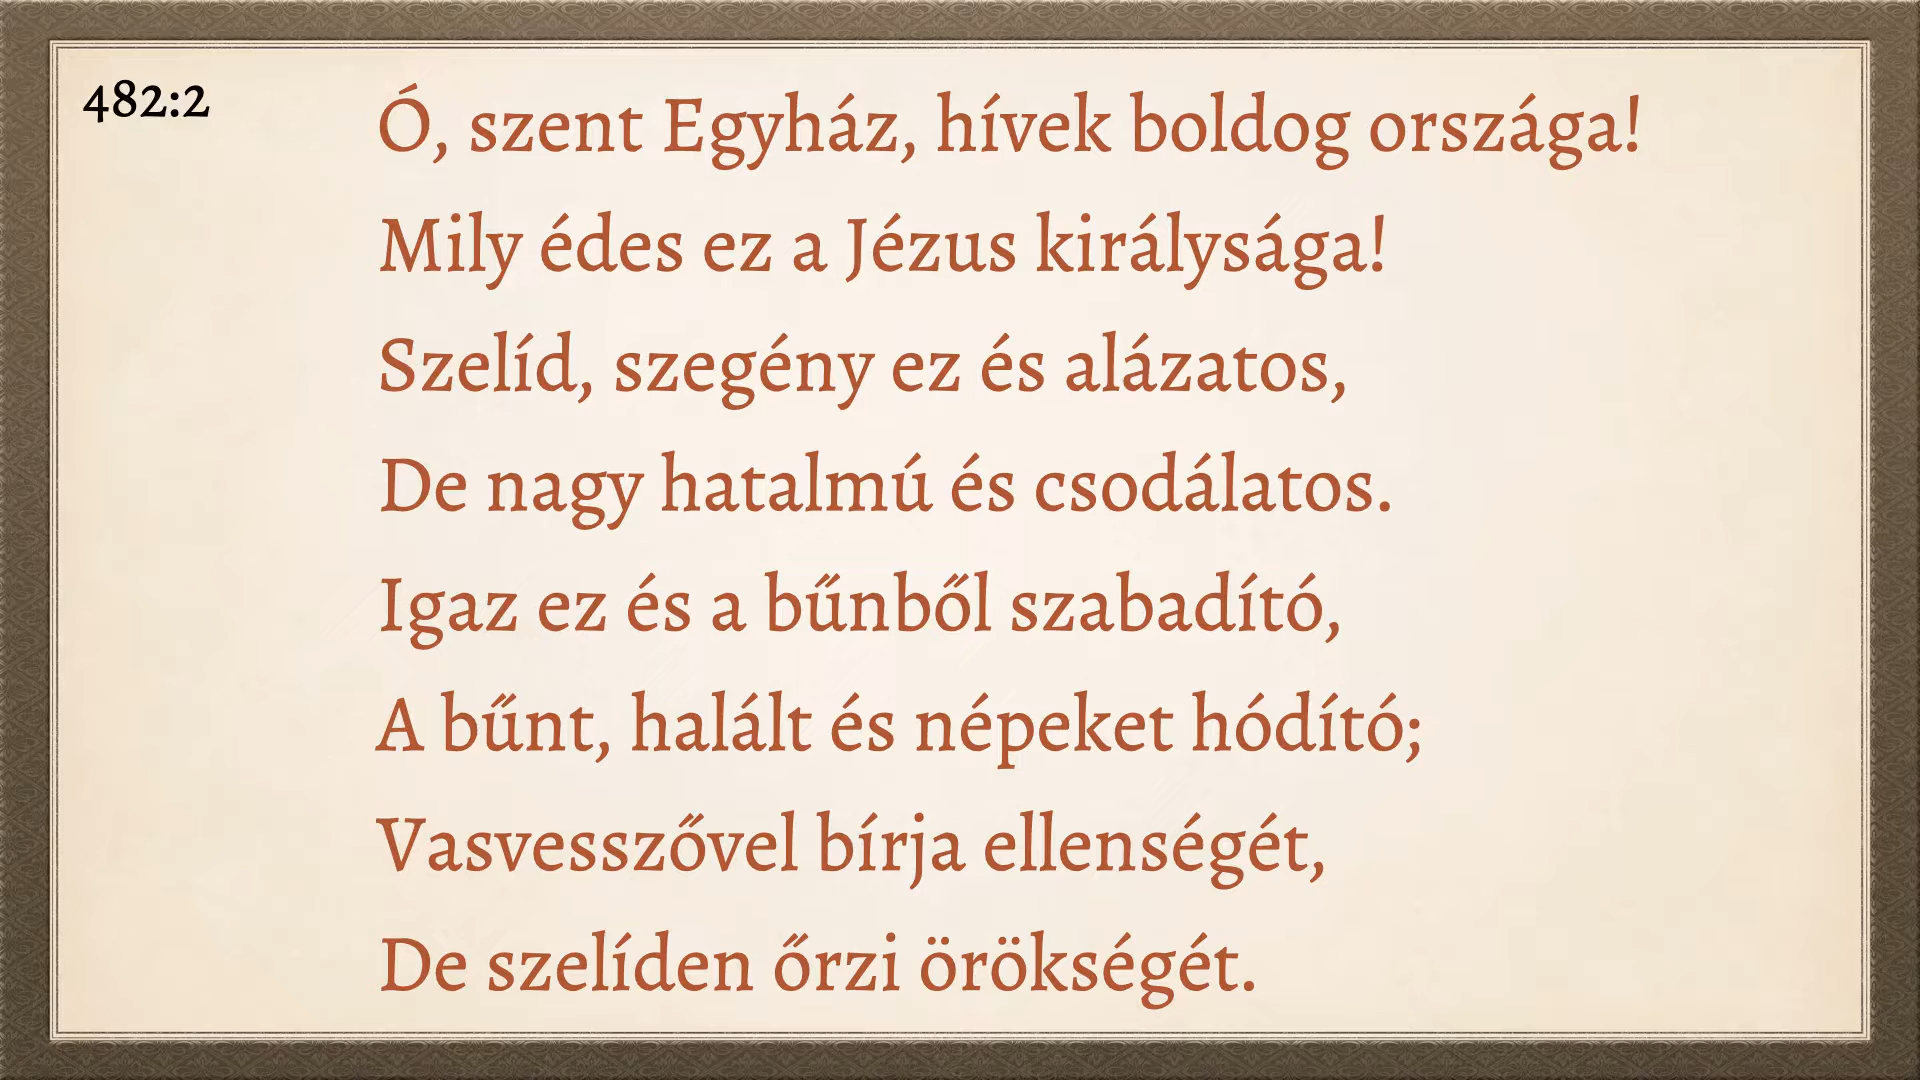 482:2
Ó, szent Egyház, hívek boldog országa!
Mily édes ez a Jézus királysága!
Szelíd, szegény ez és alázatos,
De nagy hatalmú és csodálatos.
Igaz ez és a bűnből szabadító,
A bűnt, halált és népeket hódító;
Vasvesszővel bírja ellenségét,
De szelíden őrzi örökségét.